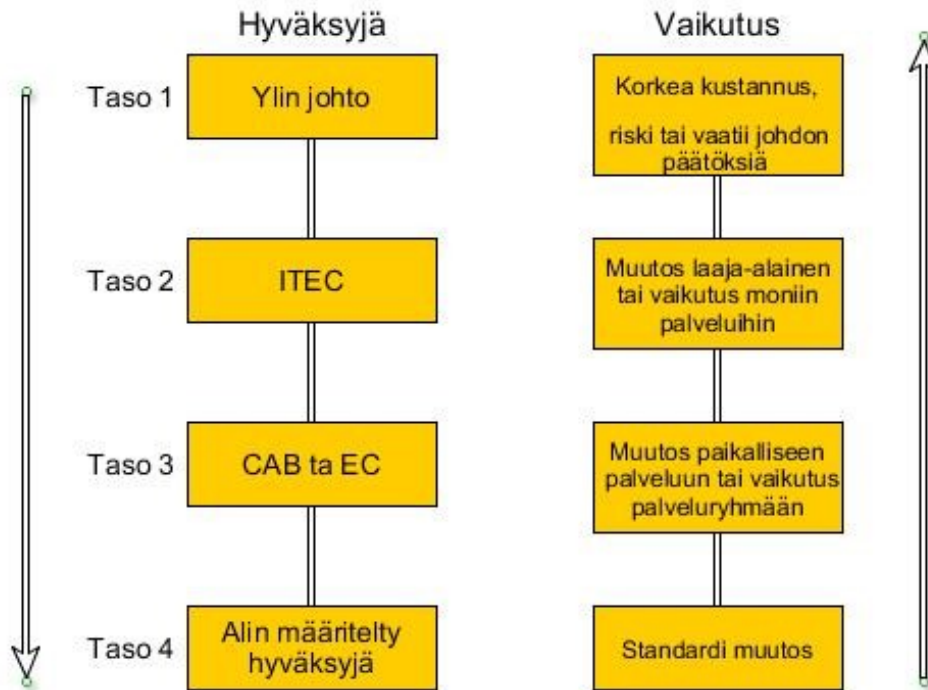 Hyväksyjä
Vaikutus
Taso 1
Ylin johto
Korkea kustannus,
riski tai vaatii johdon
päätöksiä
Taso 2
ITEC
Muutos laaja-alainen
tai vaikutus moniin
palveluihin
Taso 3
CAB ta EC
Muutos paikalliseen
palveluun tai vaikutus
palveluryhmään
Taso 4
Alin määritelty
hyväksyjä
Standardi muutos